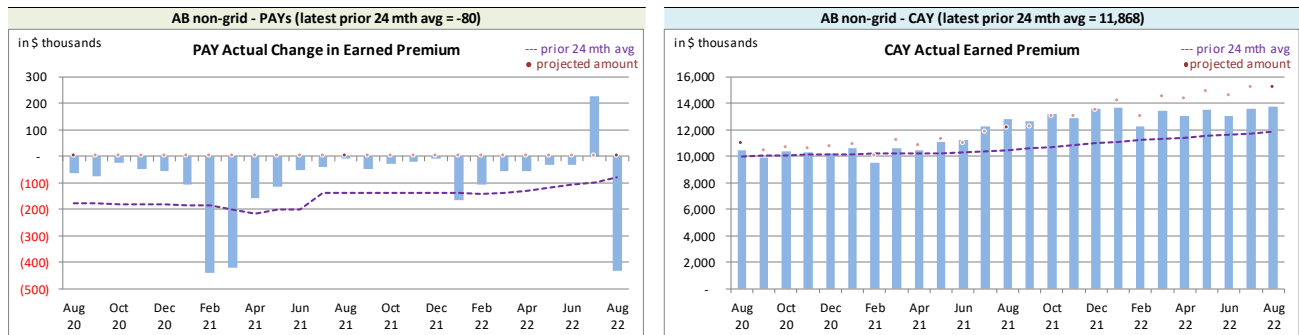 AB non-grid - PAYs (latest prior 24 mth avg = -80)
in $ thousands
PAY Actual Change in Earned Premium
--- prior 24 mth avg
• projected amount
300
200
100
-
(100)
(200)
(300)
(400)
(500)
Aug 20
Oct 20
Dec 20
Feb 21
Apr 21
Jun 21
Aug 21
Oct 21
Dec 21
Feb 22
Apr 22
Jun 22
Aug 22
AB non-grid - CAY (latest prior 24 mth avg = 11,868)
in $ thousands
CAY Actual Earned Premium
--- prior 24 mth avg
• projected amount
16,000
14,000
12,000
10,000
8,000
6,000
4,000
2,000
-
Aug 20
Oct 20
Dec 20
Feb 21
Apr 21
Jun 21
Aug 21
Oct 21
Dec 21
Feb 22
Apr 22
Jun 22
Aug 22